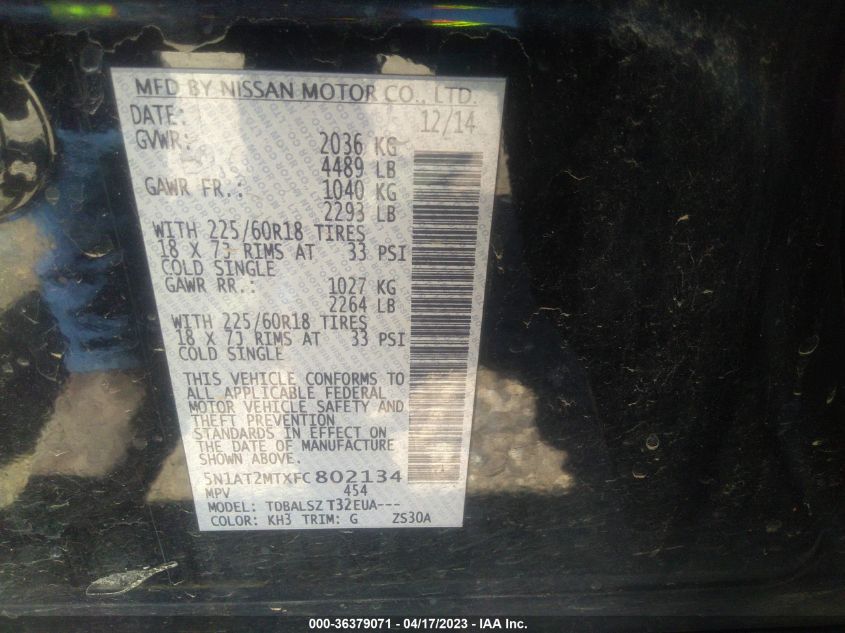 MFD BY NISSAN MOTOR CO., LTD.
DATE: 12/14
GVWR: 2036 KG
4489 LB
GAWR FR.: 1040 KG
2293 LB
WITH 225/60R18 TIRES
18 X 7J RIMS AT 33 PSI
COLD SINGLE
GAWR RR.: 1027 KG
2264 LB
WITH 225/60R18 TIRES
18 X 7J RIMS AT 33 PSI
COLD SINGLE
THIS VEHICLE CONFORMS TO
ALL APPLICABLE FEDERAL
MOTOR VEHICLE SAFETY AND
THEFT PREVENTION
STANDARDS IN EFFECT ON
THE DATE OF MANUFACTURE
SHOWN ABOVE.
5N1AT2MTXFC802134
MPV 454
MODEL: TDBALSZ T32EUA---
COLOR: KH3 TRIM: G ZS30A
000-36379071 - 04/17/2023 - IAA Inc.